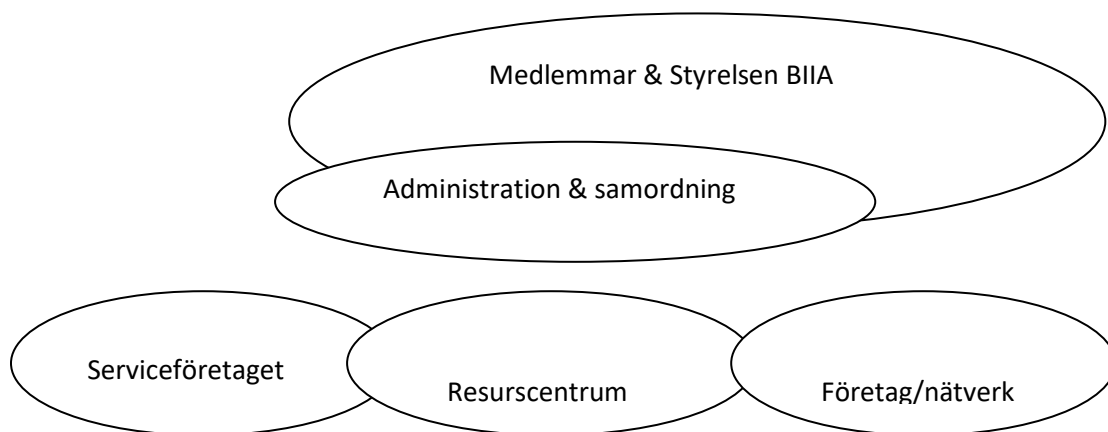 Medlemmar & Styrelsen BIIA
Administration & samordning
Serviceföretaget
Resurscentrum
Företag/nätverk